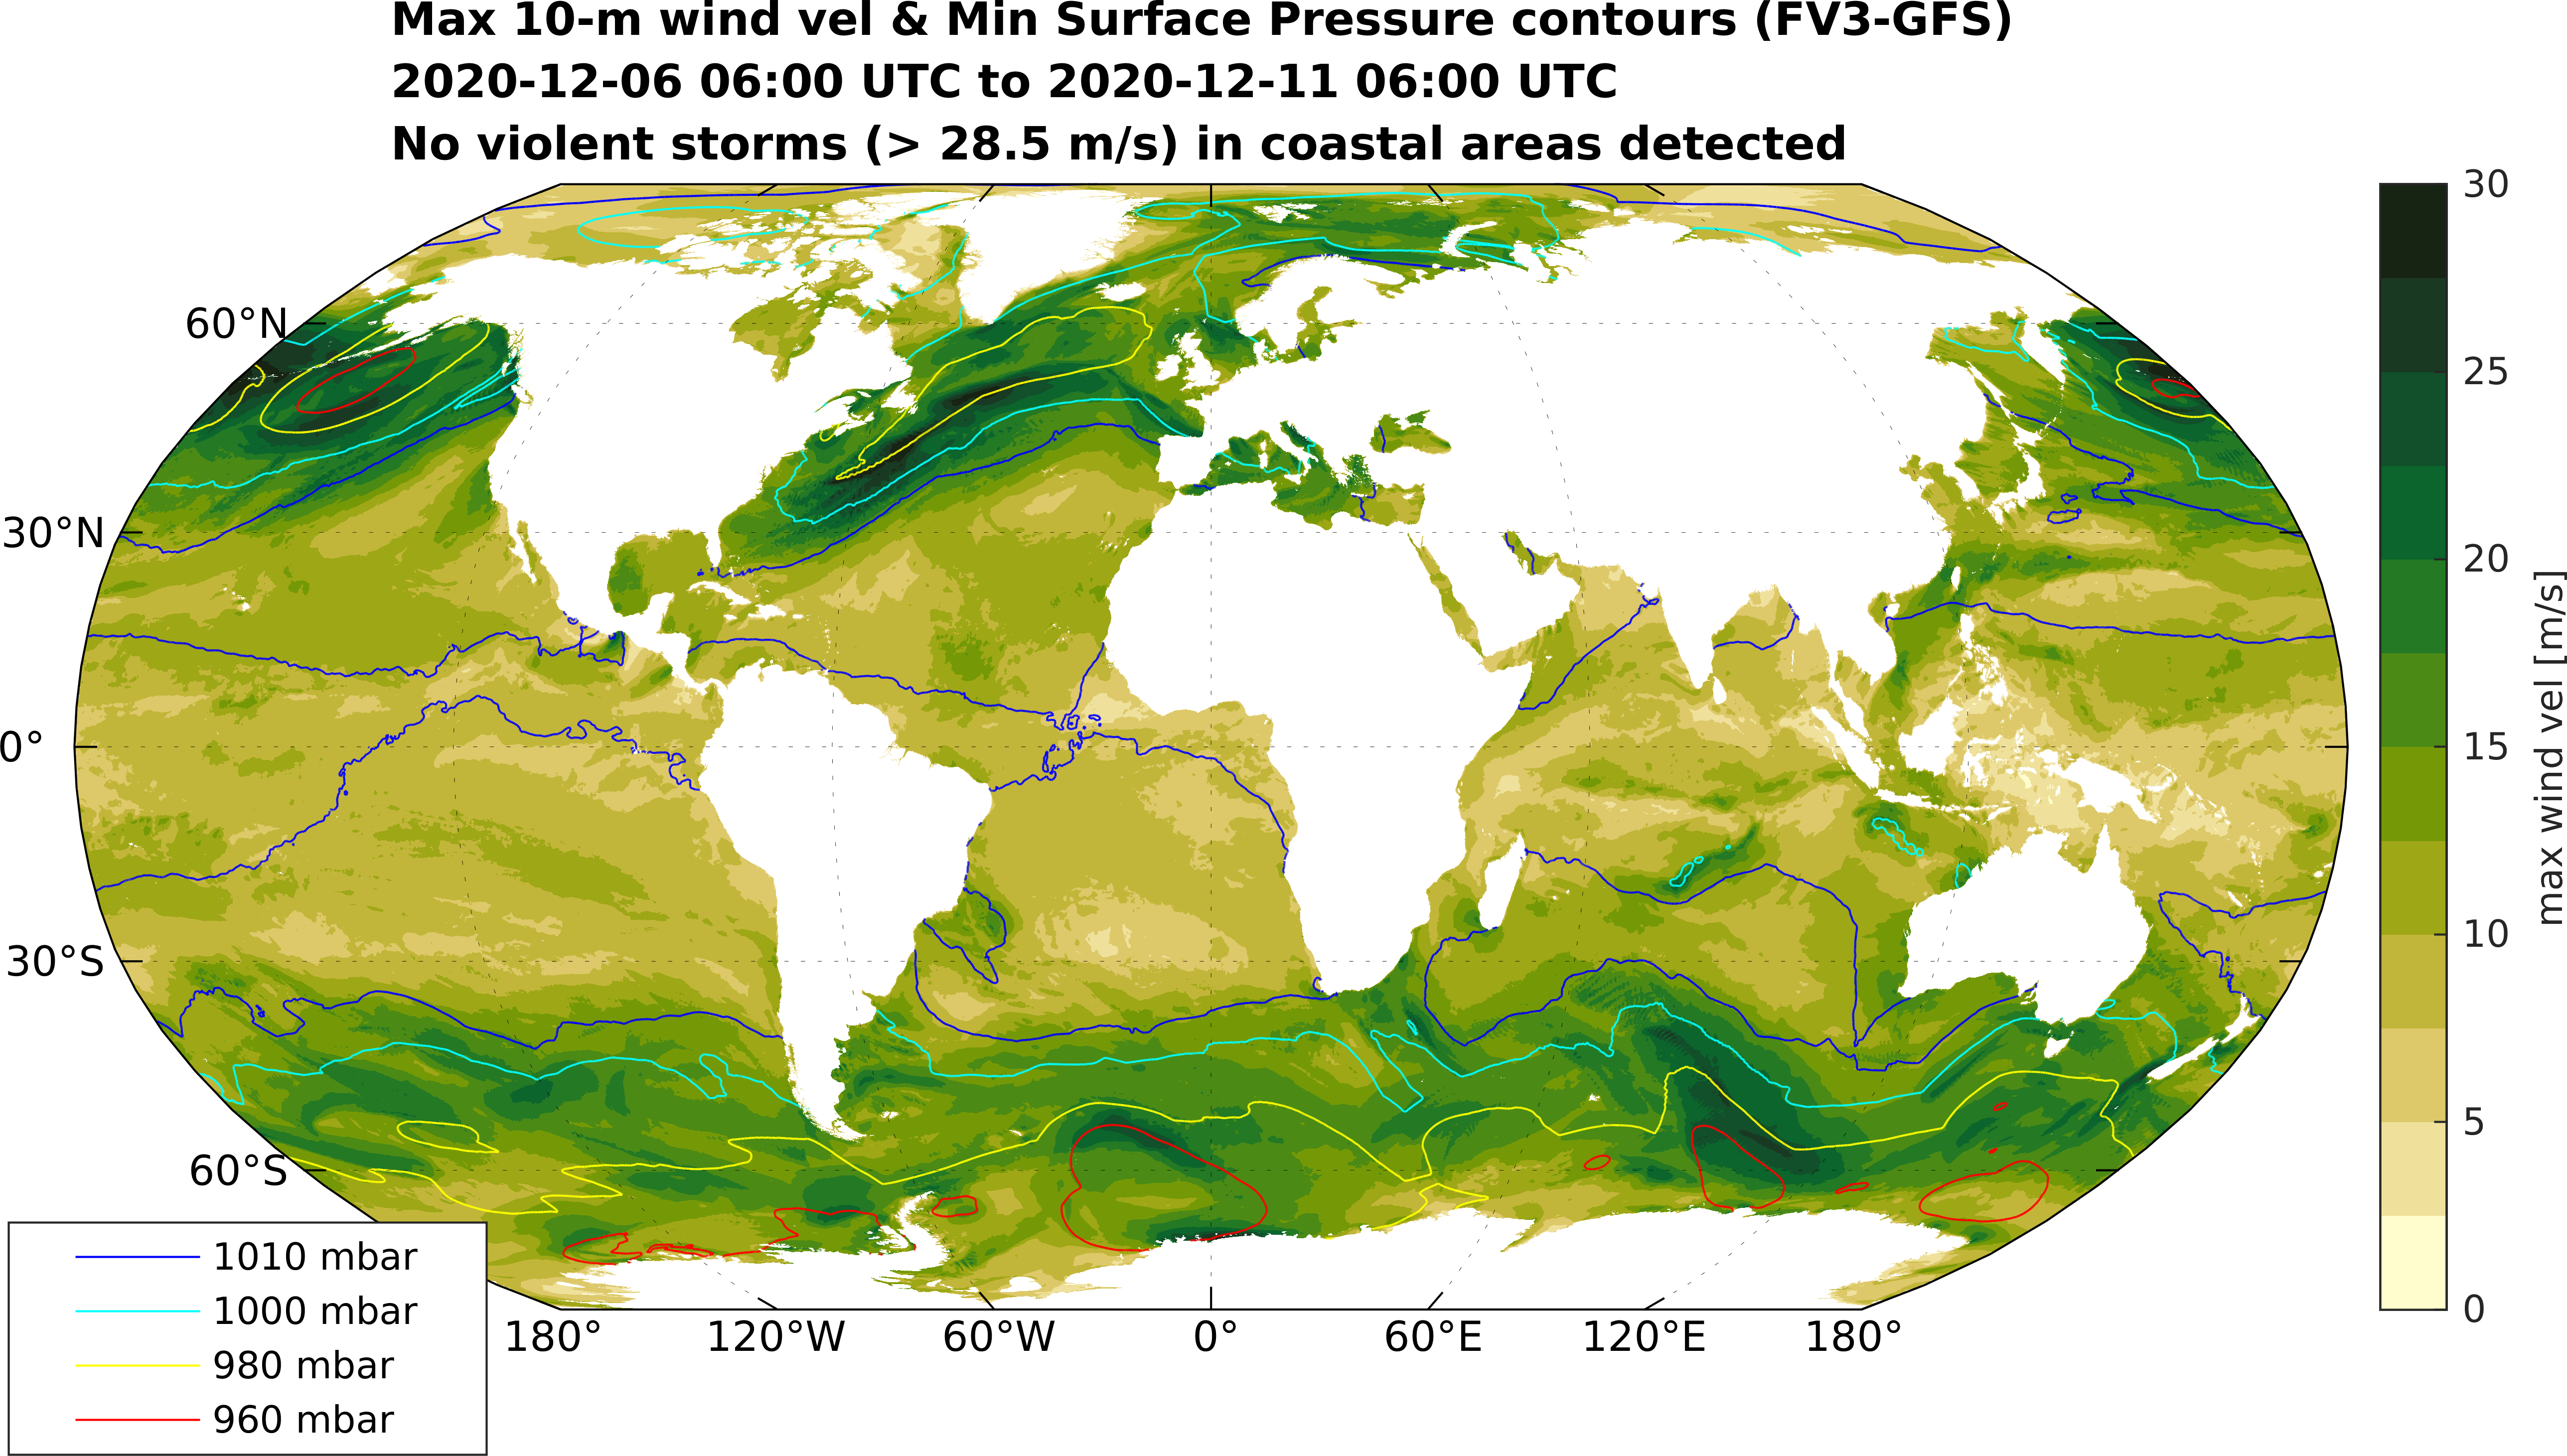 Max 10-m wind vel & Min Surface Pressure contours (FV3-GFS)
2020-12-06 06:00 UTC to 2020-12-11 06:00 UTC
No violent storms (> 28.5 m/s) in coastal areas detected
60°N
30°N
0°
30°S
60°S
180°
120°W
60°W
0°
60°E
120°E
180°
1010 mbar
1000 mbar
980 mbar
960 mbar
30
25
20
15
10
5
0
max wind vel [m/s]